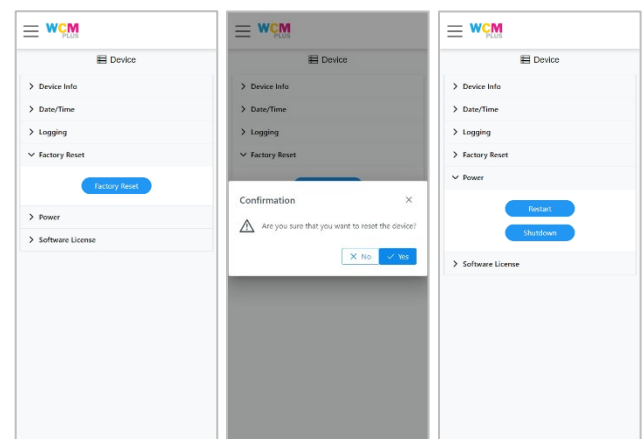 WCM
PLUS
Device
Device Info
Date/Time
Logging
Factory Reset
Factory Reset
Power
Software License
WCM
PLUS
Device
Device Info
Date/Time
Logging
Factory Reset
Confirmation
Are you sure that you want to reset the device?
No Yes
WCM
PLUS
Device
Device Info
Date/Time
Logging
Factory Reset
Power
Restart
Shutdown
Software License